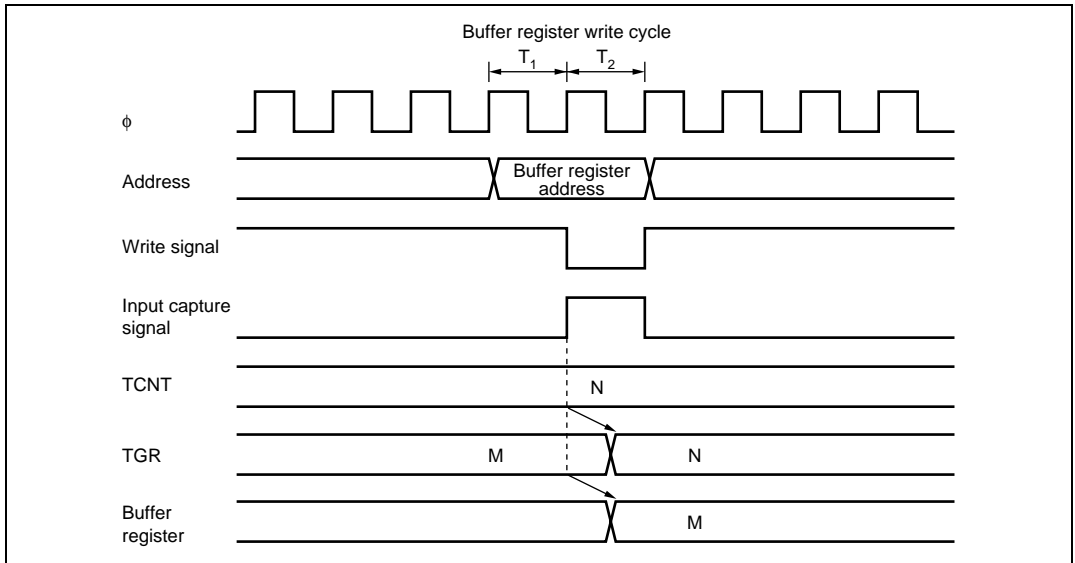 Buffer register write cycle
T1 T2
ϕ
Address
Buffer register
address
Write signal
Input capture
signal
TCNT
N
TGR
M N
Buffer
register
M